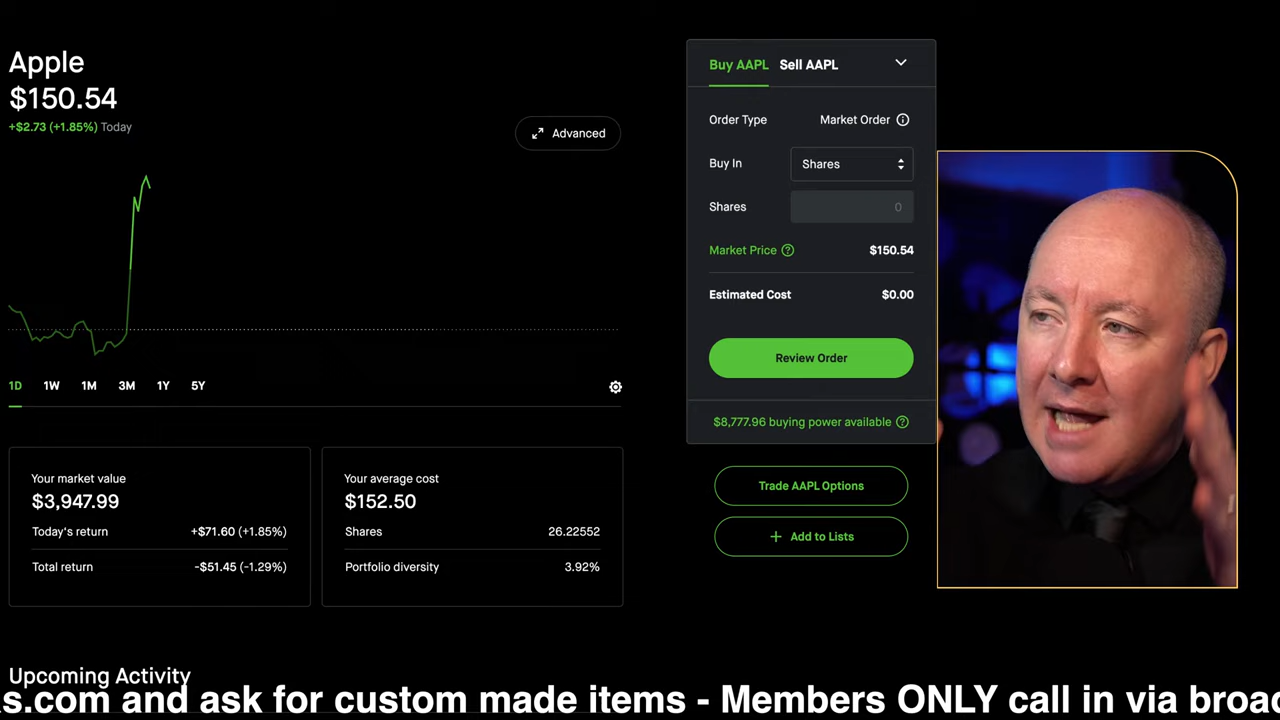 Apple
$150.54
+$2.73 (+1.85%) Today
Advanced
1D 1W 1M 3M 1Y 5Y
Your market value
$3,947.99
Today's return +$71.60 (+1.85%)
Total return -$51.45 (-1.29%)
Your average cost
$152.50
Shares 26.22552
Portfolio diversity 3.92%
Upcoming Activity
Buy AAPL Sell AAPL
Order Type Market Order
Buy In Shares
Shares 0
Market Price $150.54
Estimated Cost $0.00
Review Order
$8,777.96 buying power available
Trade AAPL Options
+ Add to Lists
s.com and ask for custom made items - Members ONLY call in via broad